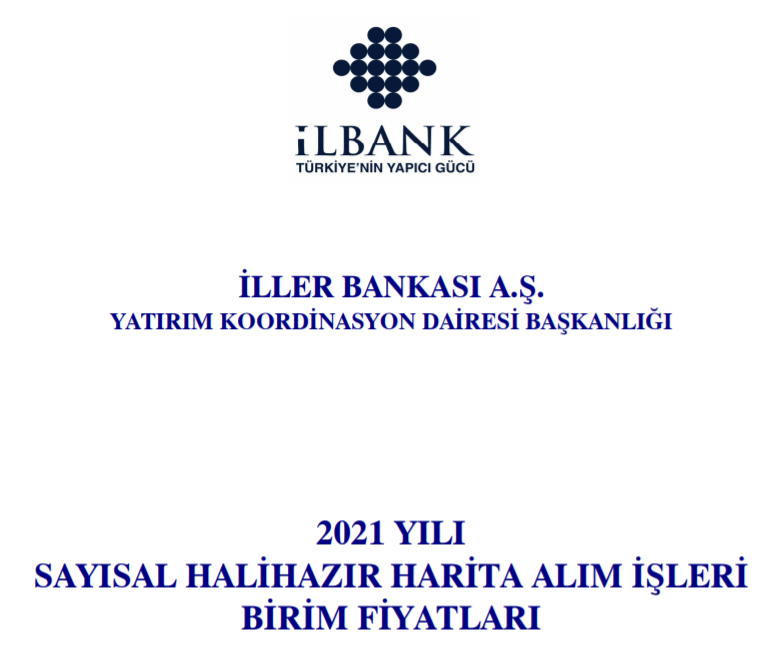 iLBANK
TÜRKİYE'NİN YAPICI GÜCÜ
İLLER BANKASI A.Ş.
YATIRIM KOORDİNASYON DAİRESİ BAŞKANLIĞI
2021 YILI
SAYISAL HALİHAZIR HARİTA ALIM İŞLERİ
BİRİM FİYATLARI